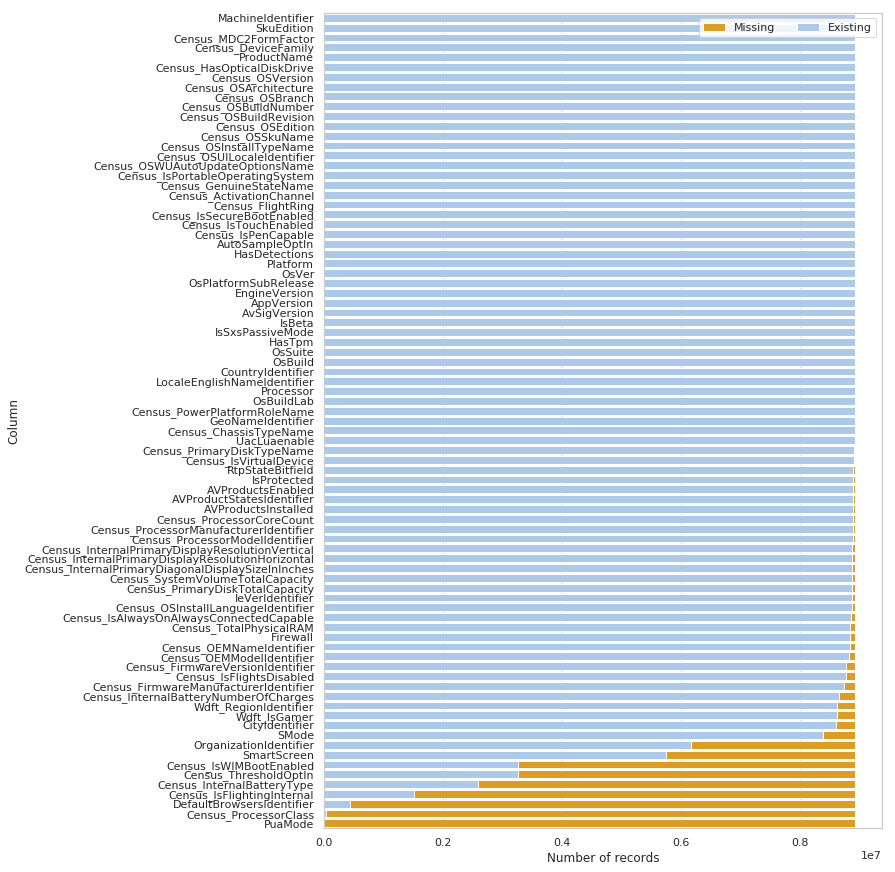 MachineIdentifier
SkuEdition
Census_MDC2FormFactor
Census_DeviceFamily
ProductName
Census_HasOpticalDiskDrive
Census_OSVersion
Census_OSArchitecture
Census_OSBranch
Census_OSBuildNumber
Census_OSBuildRevision
Census_OSEdition
Census_OSSkuName
Census_OSInstallTypeName
Census_OSUILocaleIdentifier
Census_OSWUAutoUpdateOptionsName
Census_IsPortableOperatingSystem
Census_GenuineStateName
Census_ActivationChannel
Census_FlightRing
Census_IsSecureBootEnabled
Census_IsTouchEnabled
Census_IsPenCapable
AutoSampleOptIn
HasDetections
Platform
OsVer
OsPlatformSubRelease
EngineVersion
AppVersion
AvSigVersion
IsBeta
IsSxsPassiveMode
HasTpm
OsSuite
OsBuild
CountryIdentifier
LocaleEnglishNameIdentifier
Processor
OsBuildLab
Census_PowerPlatformRoleName
GeoNameIdentifier
Census_ChassisTypeName
UacLuaenable
Census_PrimaryDiskTypeName
Census_IsVirtualDevice
RtpStateBitfield
IsProtected
AVProductsEnabled
AVProductStatesIdentifier
AVProductsInstalled
Census_ProcessorCoreCount
Census_ProcessorManufacturerIdentifier
Census_ProcessorModelIdentifier
Census_InternalPrimaryDisplayResolutionVertical
Census_InternalPrimaryDisplayResolutionHorizontal
Census_InternalPrimaryDiagonalDisplaySizeInInches
Census_SystemVolumeTotalCapacity
Census_PrimaryDiskTotalCapacity
IeVerIdentifier
Census_OSInstallLanguageIdentifier
Census_IsAlwaysOnAlwaysConnectedCapable
Census_TotalPhysicalRAM
Firewall
Census_OEMNameIdentifier
Census_OEMModelIdentifier
Census_FirmwareVersionIdentifier
Census_IsFlightsDisabled
Census_FirmwareManufacturerIdentifier
Census_InternalBatteryNumberOfCharges
Wdft_RegionIdentifier
Wdft_IsGamer
CityIdentifier
SMode
OrganizationIdentifier
SmartScreen
Census_IsWIMBootEnabled
Census_ThresholdOptIn
Census_InternalBatteryType
Census_IsFlightingInternal
DefaultBrowsersIdentifier
Census_ProcessorClass
PuaMode
Column
Missing Existing
0.0 0.2 0.4 0.6 0.8
1e7
Number of records